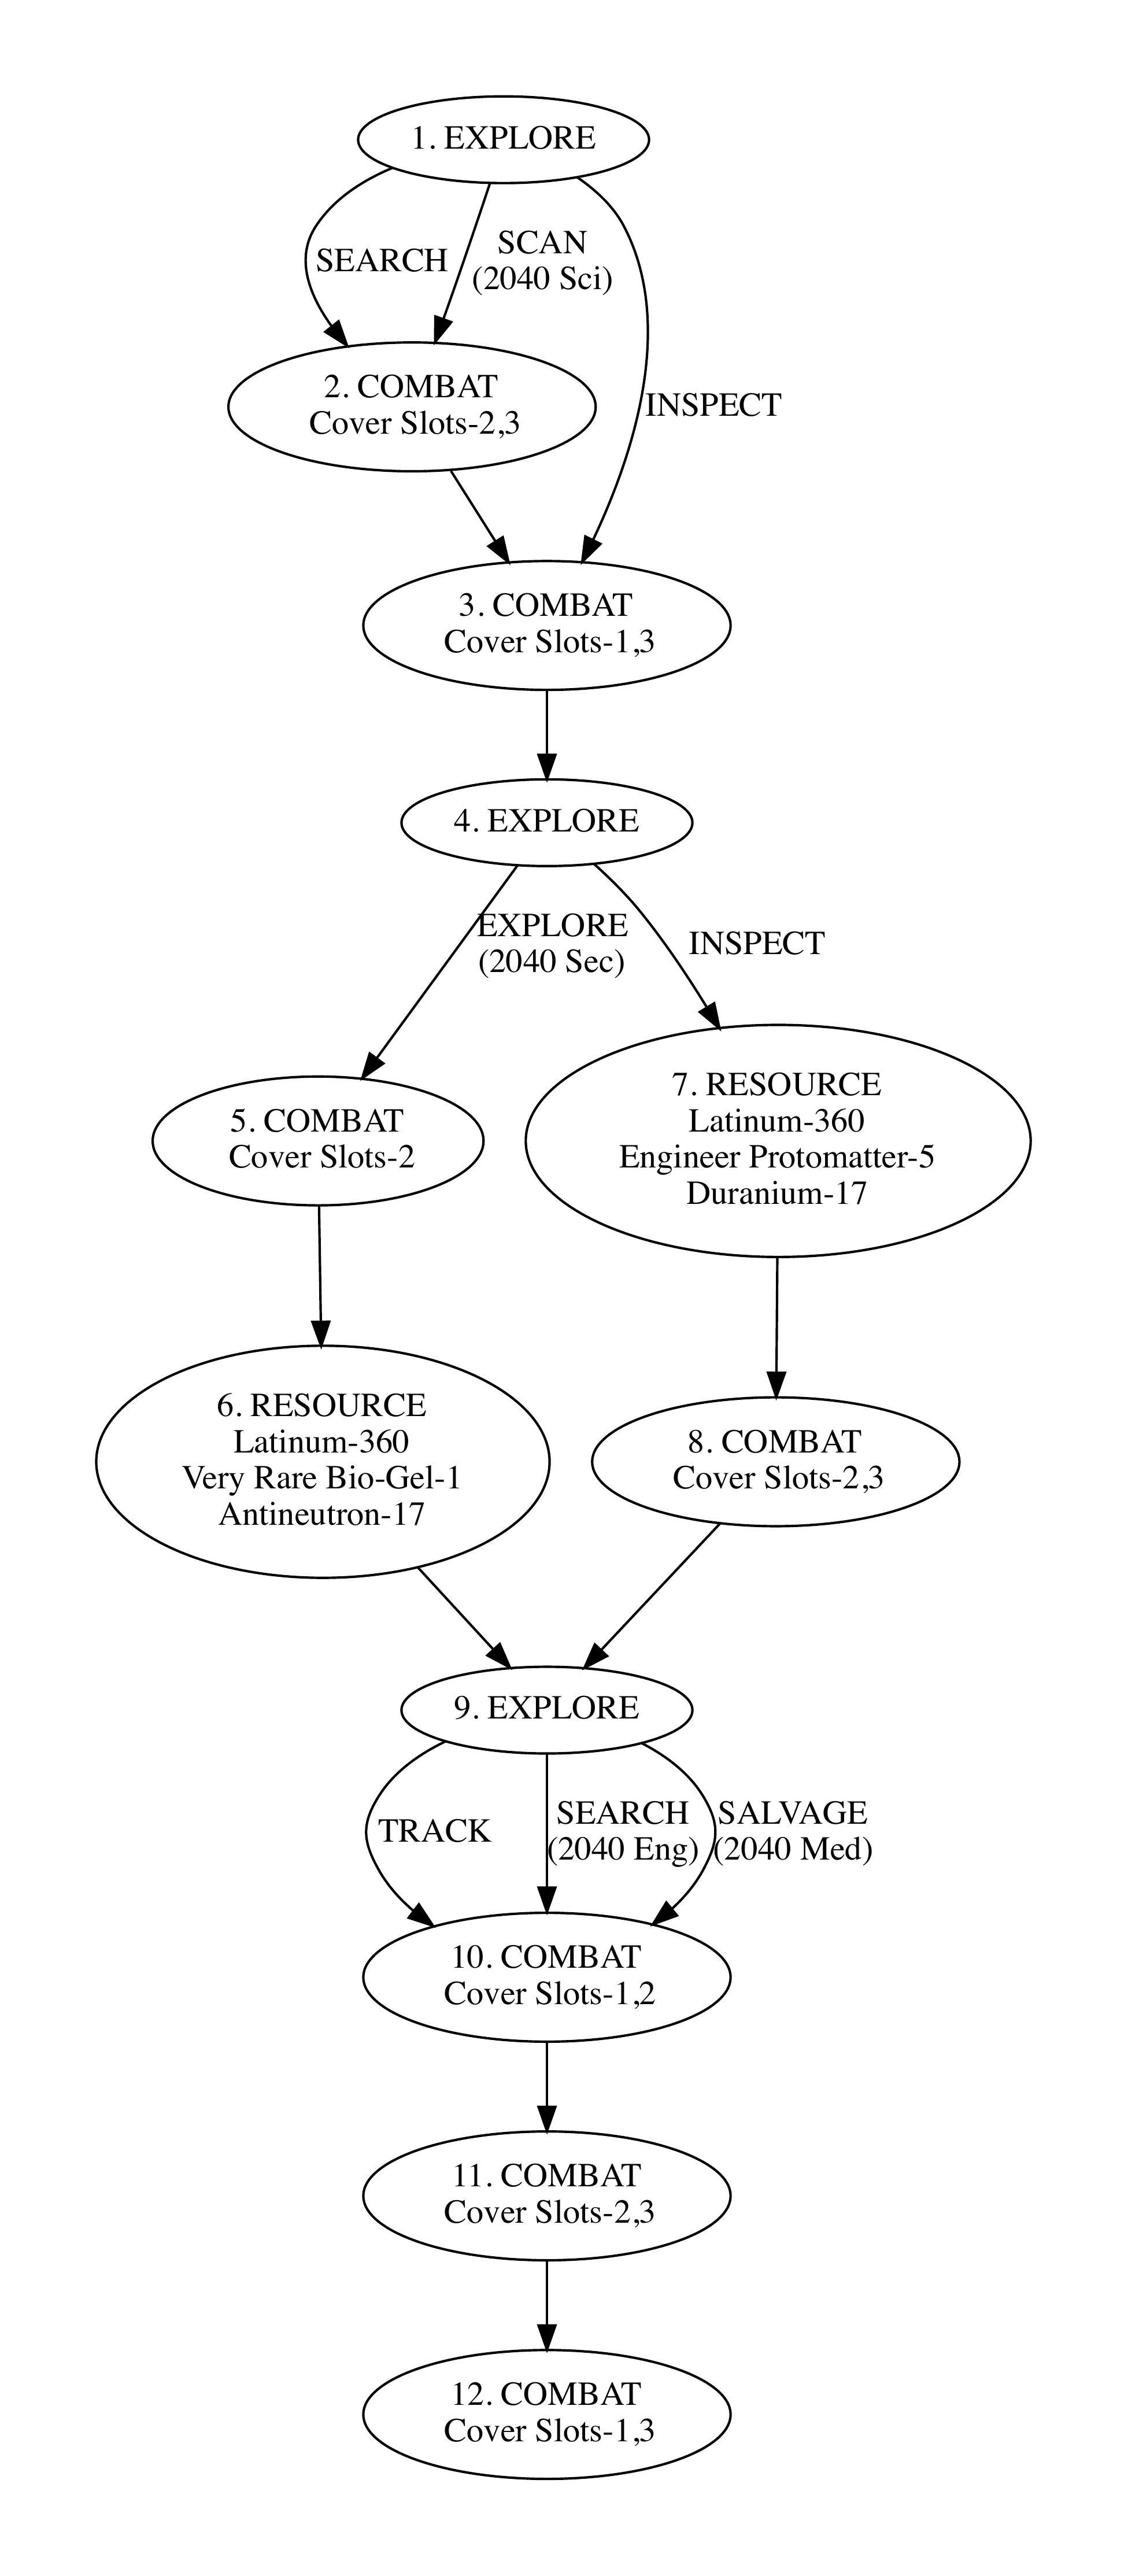 1. EXPLORE
SEARCH
SCAN
(2040 Sci)
2. COMBAT
Cover Slots-2,3
INSPECT
3. COMBAT
Cover Slots-1,3
4. EXPLORE
EXPLORE
(2040 Sec)
INSPECT
5. COMBAT
Cover Slots-2
7. RESOURCE
Latinum-360
Engineer Protomatter-5
Duranium-17
6. RESOURCE
Latinum-360
Very Rare Bio-Gel-1
Antineutron-17
8. COMBAT
Cover Slots-2,3
9. EXPLORE
TRACK
SEARCH
(2040 Eng)
SALVAGE
(2040 Med)
10. COMBAT
Cover Slots-1,2
11. COMBAT
Cover Slots-2,3
12. COMBAT
Cover Slots-1,3